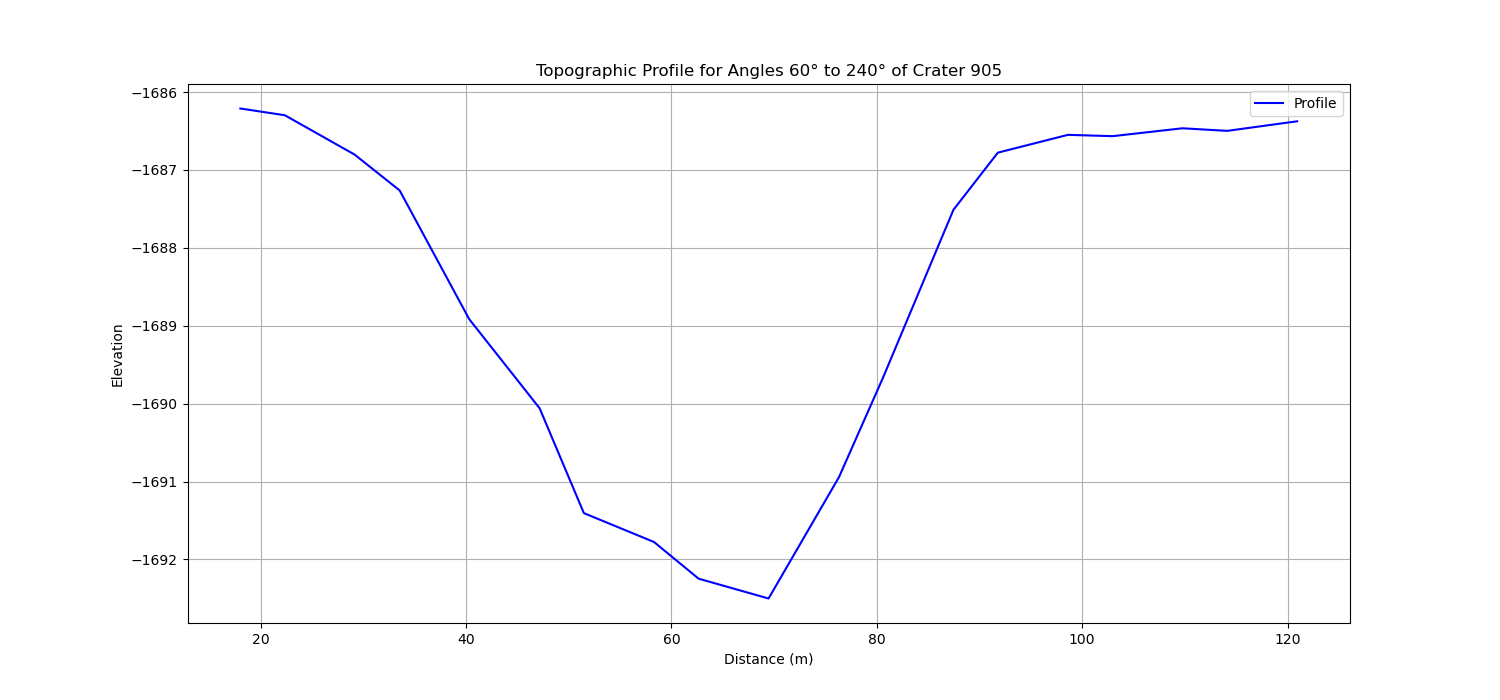 Topographic Profile for Angles 60° to 240° of Crater 905
Profile
Elevation
−1686
−1687
−1688
−1689
−1690
−1691
−1692
20 40 60 80 100 120
Distance (m)